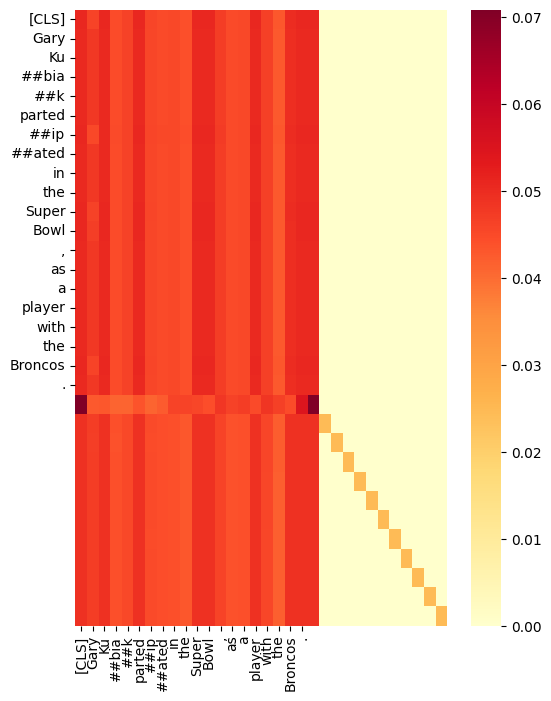 [CLS]
Gary
Ku
##bia
##k
parted
##ip
##ated
in
the
Super
Bowl
,
as
a
player
with
the
Broncos
.
0.07
0.06
0.05
0.04
0.03
0.02
0.01
0.00
[CLS]
Gary
Ku
##bia
##k
parted
##ip
##ated
in
the
Super
Bowl
,
as
a
player
with
the
Broncos
.